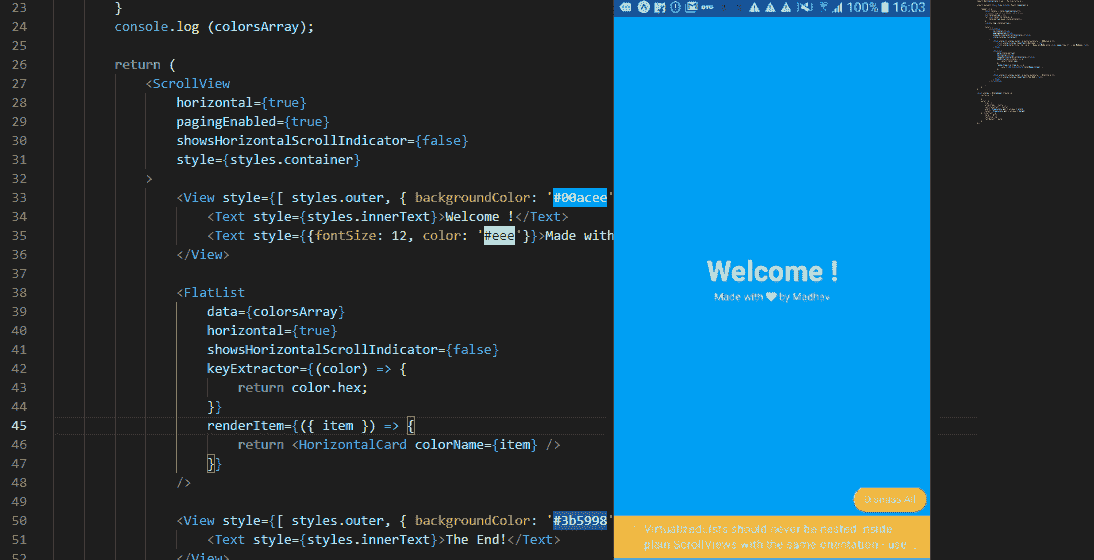 23 }
24 console.log (colorsArray);
25
26 return (
27 <ScrollView
28 horizontal={true}
29 pagingEnabled={true}
30 showsHorizontalScrollIndicator={false}
31 style={styles.container}
32 >
33 <View style={[ styles.outer, { backgroundColor: '#00acee'
34 <Text style={styles.innerText}>Welcome !</Text>
35 <Text style={{fontSize: 12, color: '#eee'}}>Made with
36 </View>
37
38 <FlatList
39 data={colorsArray}
40 horizontal={true}
41 showsHorizontalScrollIndicator={false}
42 keyExtractor={(color) => {
43 return color.hex;
44 }}
45 renderItem={({ item }) => {
46 return <HorizontalCard colorName={item} />
47 }}
48 />
49
50 <View style={[ styles.outer, { backgroundColor: '#3b5998'
51 <Text style={styles.innerText}>The End!</Text>
52 </View>
OTG 100% 16:03
Welcome !
Made with ❤ by Madhav
Dismiss All
VirtualizedLists should never be nested inside
plain ScrollViews with the same orientation - use ...